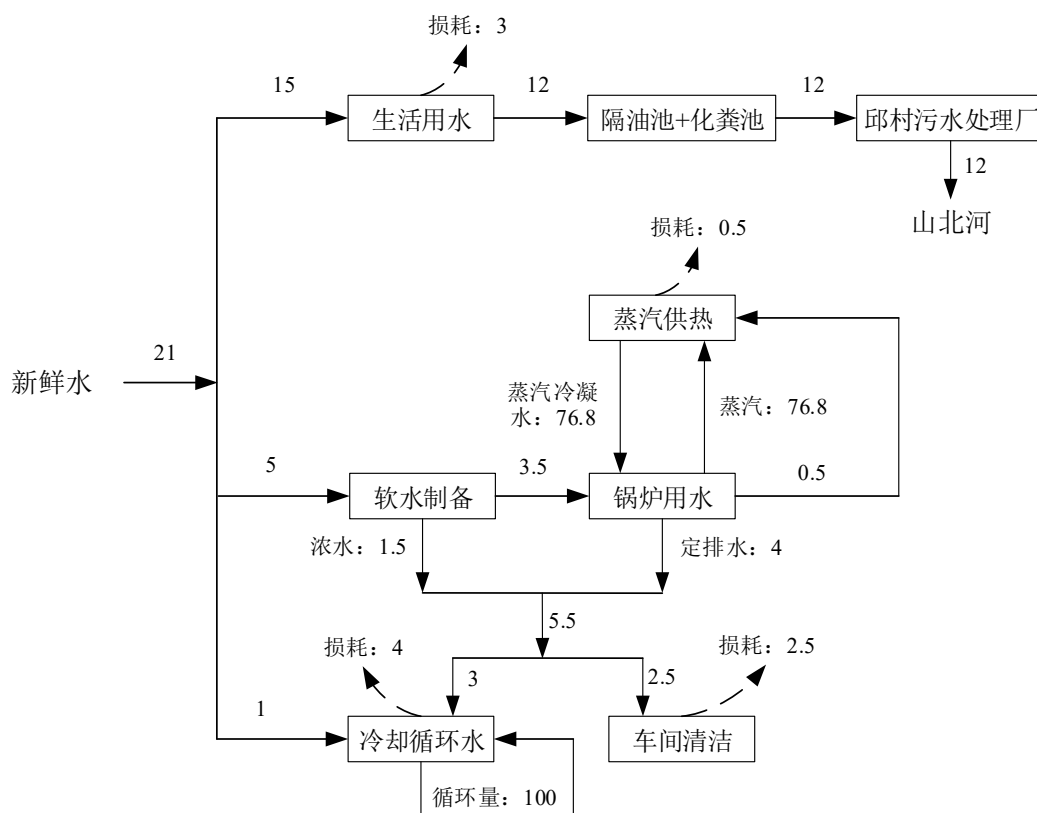 损耗：3
15
生活用水
12
隔油池+化粪池
12
邱村污水处理厂
12
山北河
损耗：0.5
蒸汽供热
21
新鲜水
蒸汽冷凝
水：76.8
蒸汽：76.8
5
软水制备
3.5
锅炉用水
0.5
浓水：1.5
定排水：4
5.5
损耗：4
3
2.5
损耗：2.5
1
冷却循环水
车间清洁
循环量：100